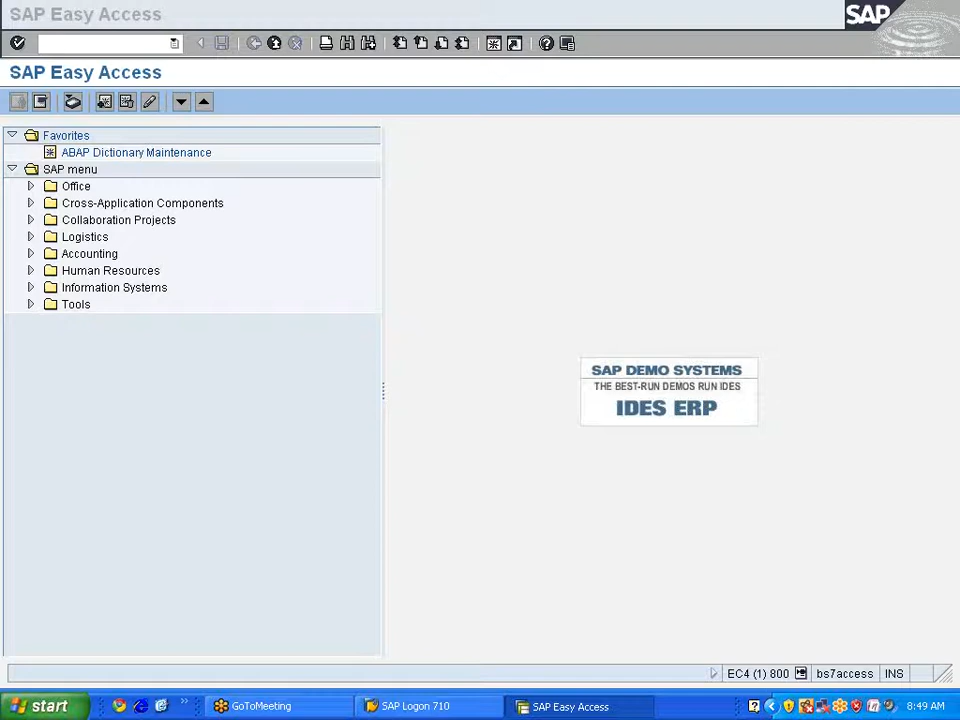 SAP Easy Access
SAP
SAP Easy Access
Favorites
ABAP Dictionary Maintenance
SAP menu
Office
Cross-Application Components
Collaboration Projects
Logistics
Accounting
Human Resources
Information Systems
Tools
SAP DEMO SYSTEMS
THE BEST-RUN DEMOS RUN IDES
IDES ERP
EC4 (1) 800
bs7access
INS
start
GoToMeeting
SAP Logon 710
SAP Easy Access
8:49 AM